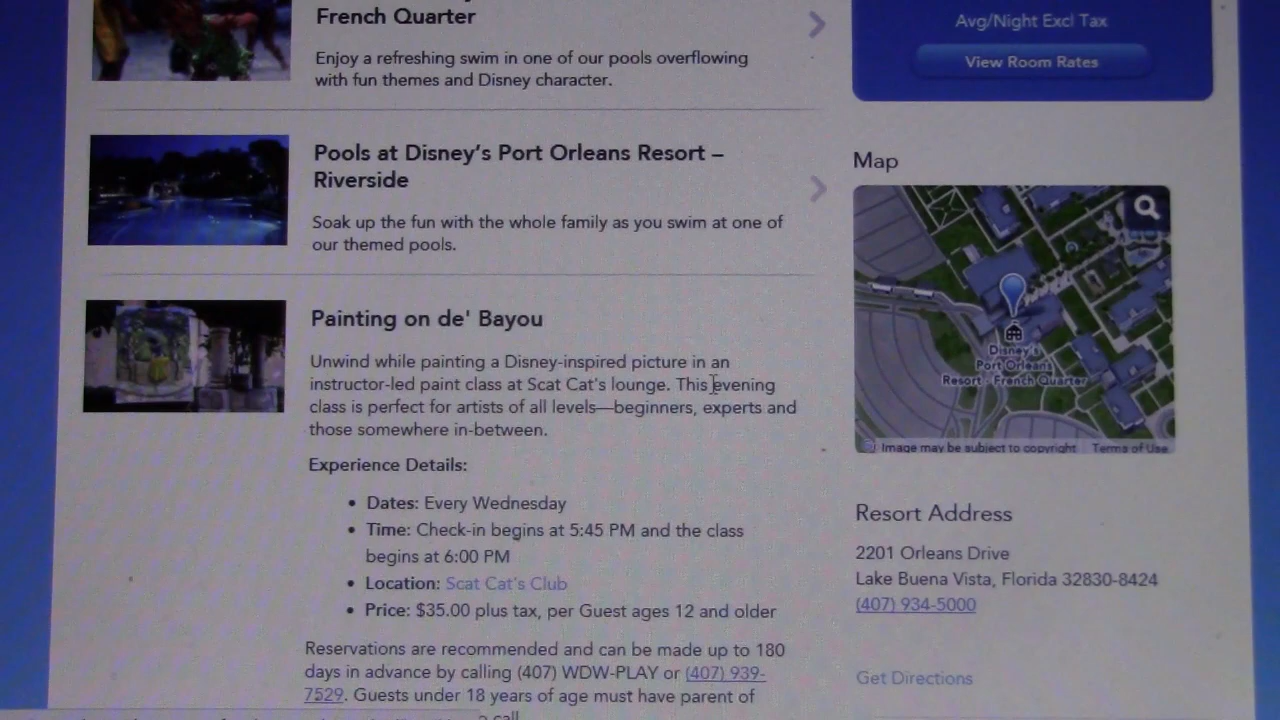 French Quarter
Enjoy a refreshing swim in one of our pools overflowing
with fun themes and Disney character.
Pools at Disney's Port Orleans Resort –
Riverside
Soak up the fun with the whole family as you swim at one of
our themed pools.
Painting on de' Bayou
Unwind while painting a Disney-inspired picture in an
instructor-led paint class at Scat Cat's lounge. This evening
class is perfect for artists of all levels—beginners, experts and
those somewhere in-between.
Experience Details:
• Dates: Every Wednesday
• Time: Check-in begins at 5:45 PM and the class
begins at 6:00 PM
• Location: Scat Cat's Club
• Price: $35.00 plus tax, per Guest ages 12 and older
Reservations are recommended and can be made up to 180
days in advance by calling (407) WDW-PLAY or (407) 939-
7529. Guests under 18 years of age must have parent of
a call
Avg/Night Excl Tax
View Room Rates
Map
Disney's
Port Orleans
Resort - French Quarter
Image may be subject to copyright Terms of Use
Resort Address
2201 Orleans Drive
Lake Buena Vista, Florida 32830-8424
(407) 934-5000
Get Directions